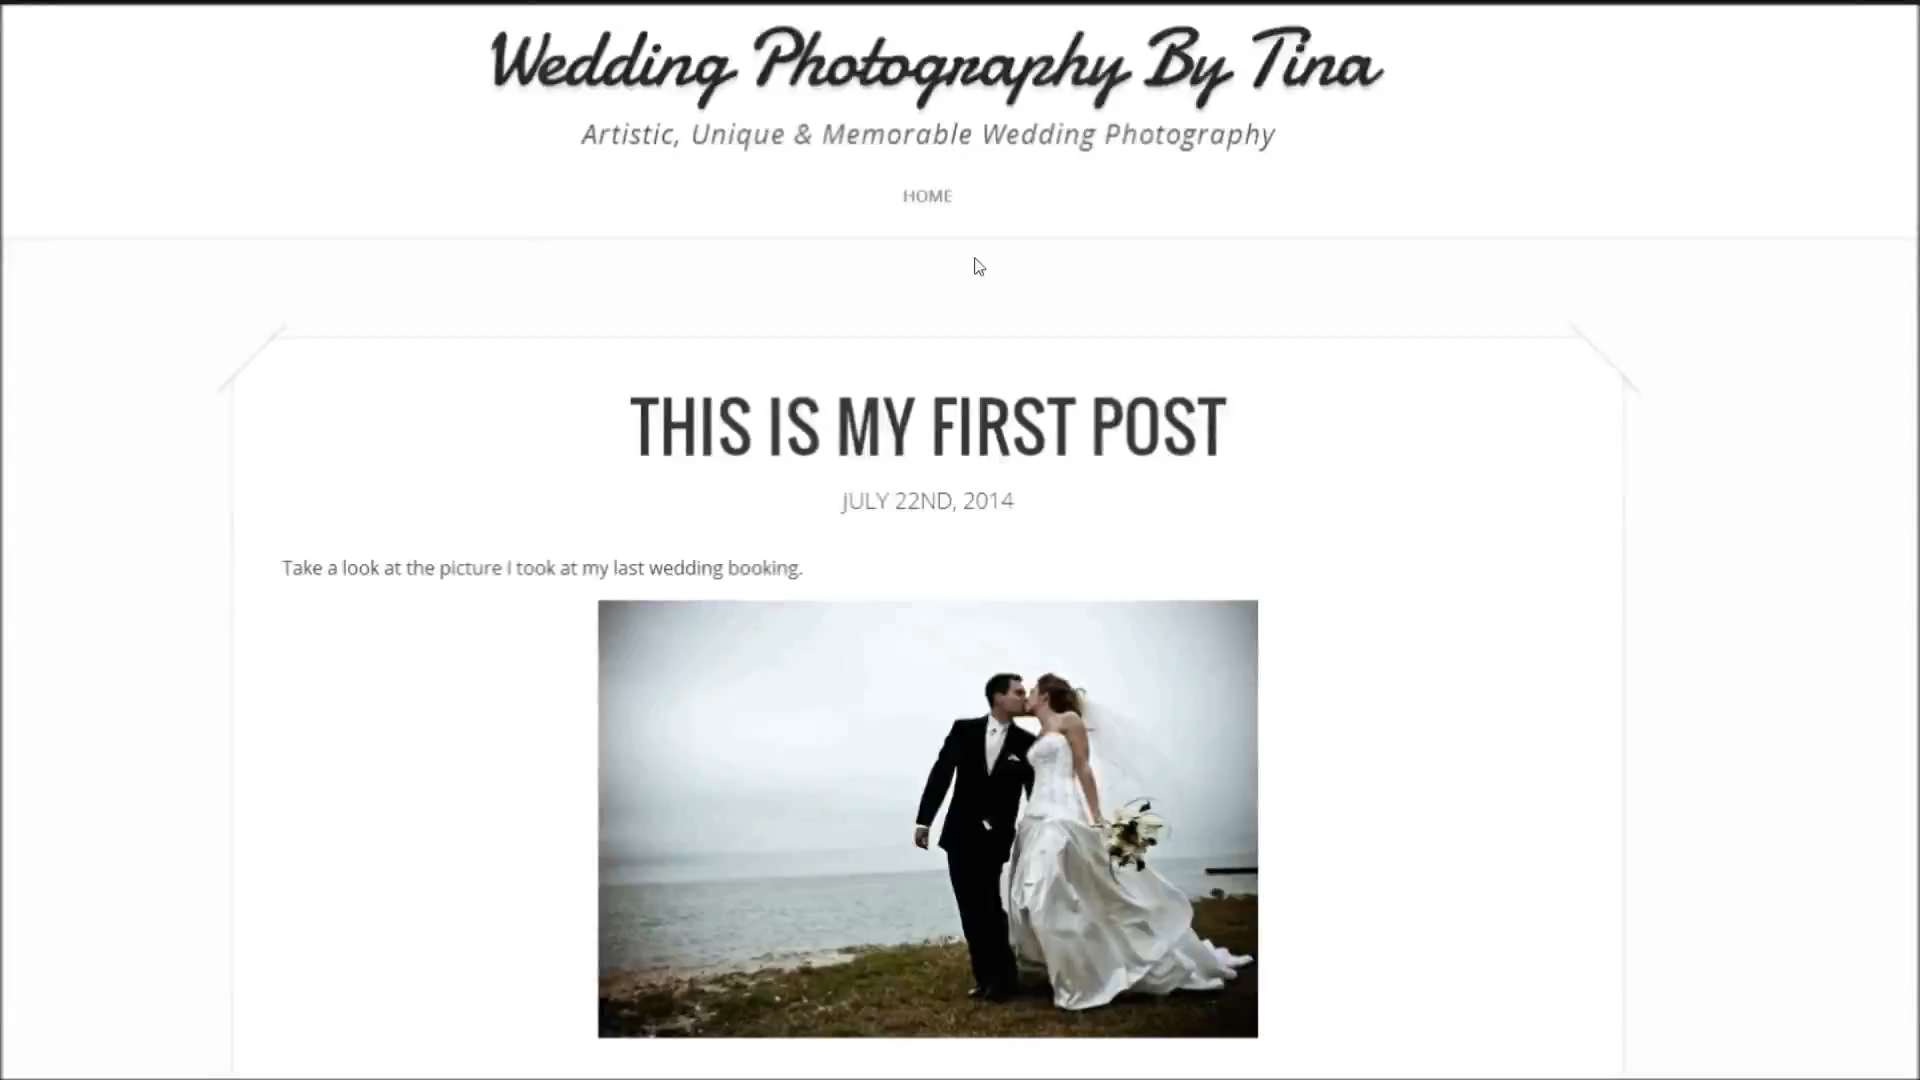 Wedding Photography By Tina
Artistic, Unique & Memorable Wedding Photography
HOME
THIS IS MY FIRST POST
JULY 22ND, 2014
Take a look at the picture I took at my last wedding booking.